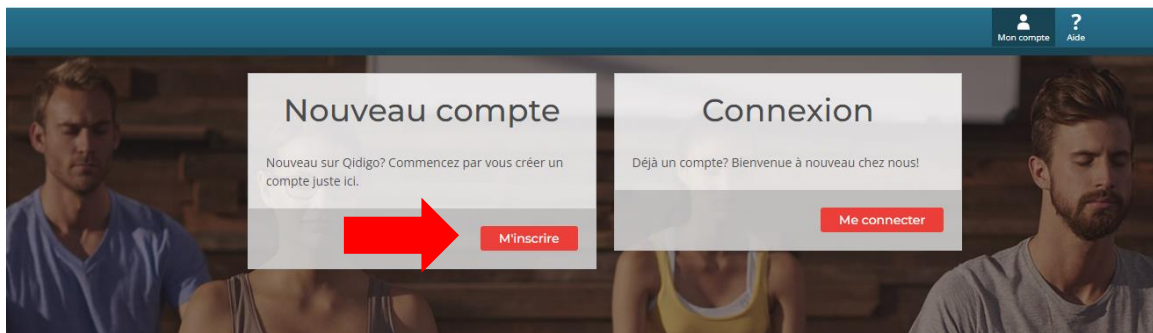 Mon compte
?
Aide
Nouveau compte
Nouveau sur Qidigo? Commencez par vous créer un
compte juste ici.
M'inscrire
Connexion
Déjà un compte? Bienvenue à nouveau chez nous!
Me connecter